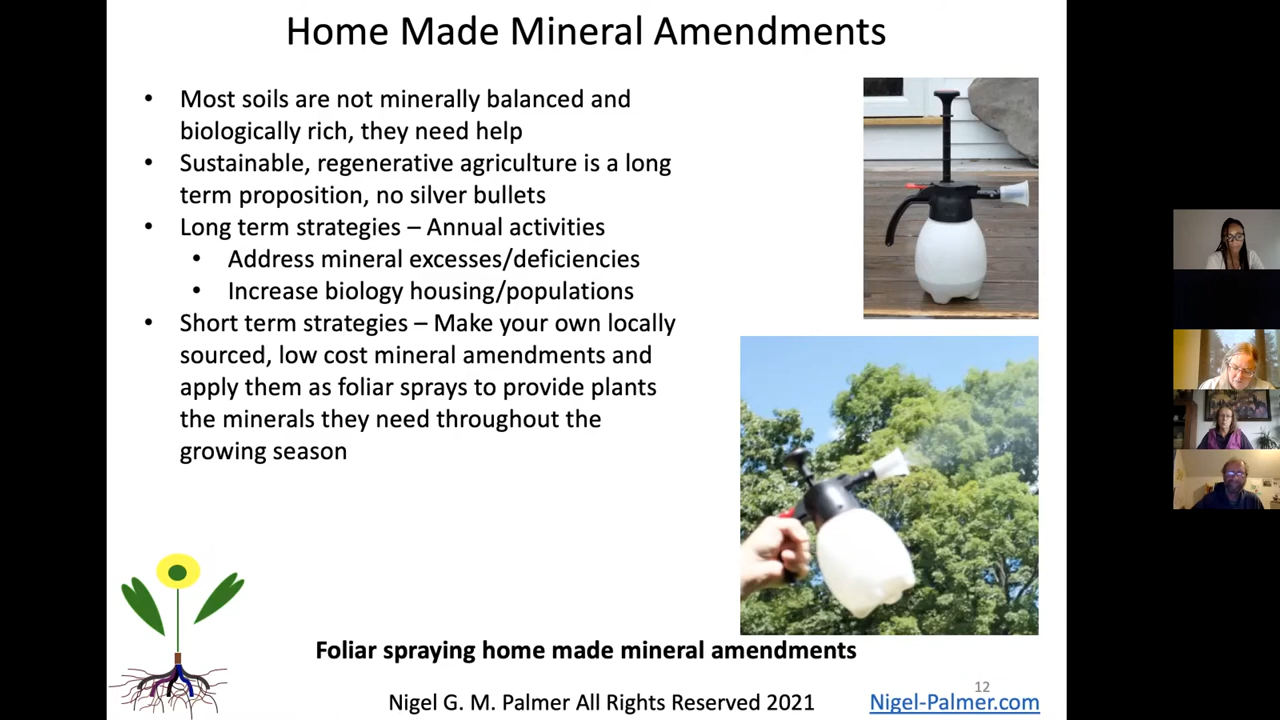 Home Made Mineral Amendments
• Most soils are not minerally balanced and
biologically rich, they need help
• Sustainable, regenerative agriculture is a long
term proposition, no silver bullets
• Long term strategies – Annual activities
• Address mineral excesses/deficiencies
• Increase biology housing/populations
• Short term strategies – Make your own locally
sourced, low cost mineral amendments and
apply them as foliar sprays to provide plants
the minerals they need throughout the
growing season
Foliar spraying home made mineral amendments
12
Nigel G. M. Palmer All Rights Reserved 2021
Nigel-Palmer.com